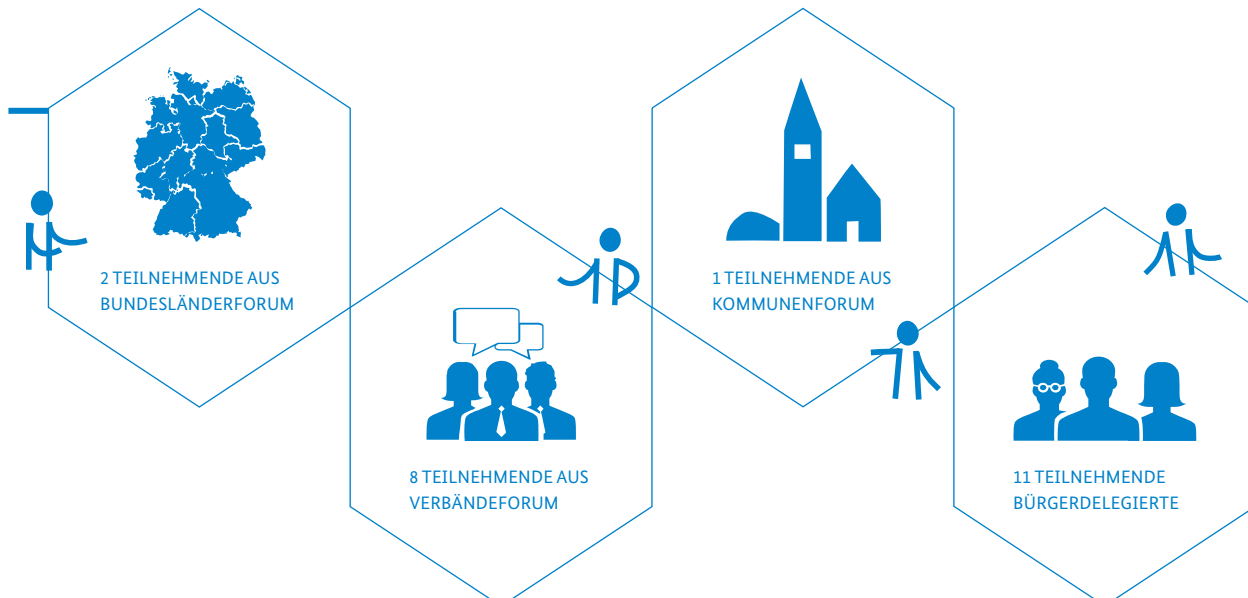 2 TEILNEHMENDE AUS
BUNDESLÄNDERFORUM
8 TEILNEHMENDE AUS
VERBÄNDEFORUM
1 TEILNEHMENDE AUS
KOMMUNENFORUM
11 TEILNEHMENDE
BÜRGERDELEGIERTE